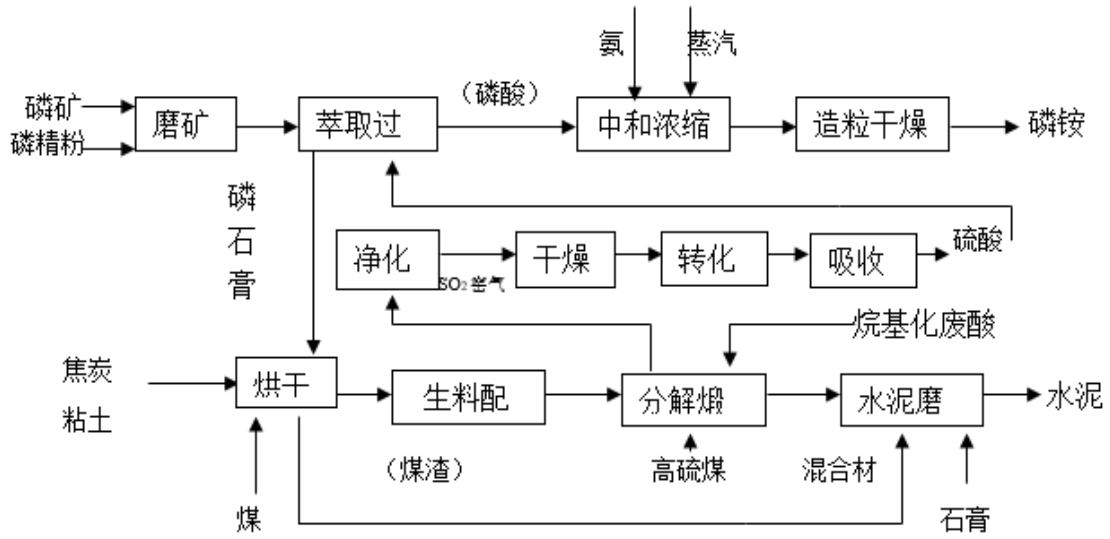 氨
蒸汽
磷矿
磷精粉
磨矿
萃取过
（磷酸）
中和浓缩
造粒干燥
磷铵
磷
石
膏
净化
SO₂窑气
干燥
转化
吸收
硫酸
烷基化废酸
焦炭
粘土
烘干
生料配
分解煅
水泥磨
水泥
（煤渣）
高硫煤
混合材
煤
石膏